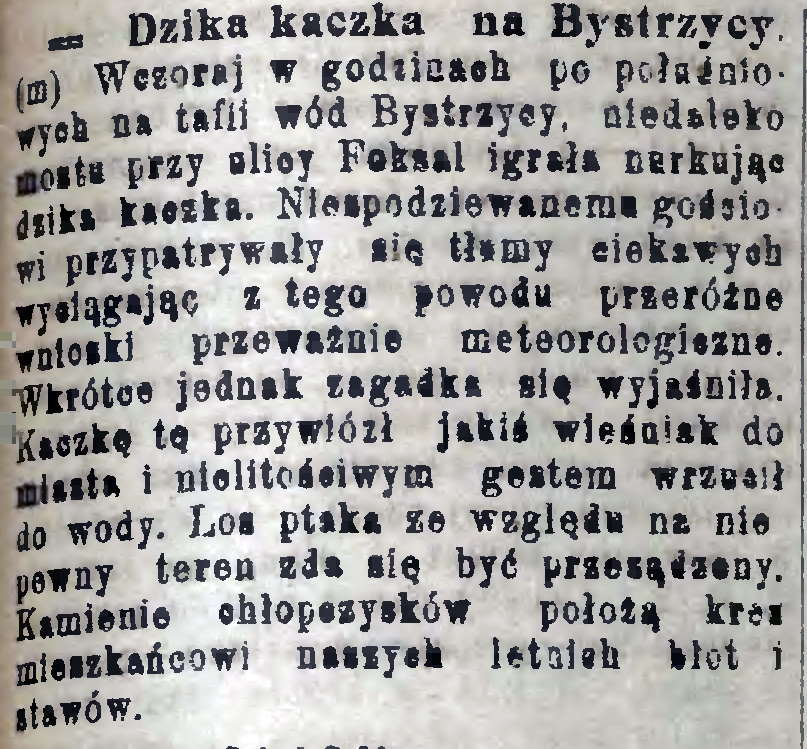 — Dzika kaczka na Bystrzycy.
(m) Wczoraj w godzinach po południo-
wych na tafli wód Bystrzycy, niedaleko
mostu przy ulicy Foksal igrała nurkując
dzika kaczka. Niespodziewanemu gościo-
wi przypatrywały się tłumy ciekawych
wyciągając z tego powodu przeróżne
wnioski przeważnie meteorologiczne.
Wkrótce jednak zagadka się wyjaśniła.
Kaczkę tę przywiózł jakiś wieśniak do
miasta i nielitościwym gestem wrzucił
do wody. Los ptaka ze względu na nie
pewny teren zda się być przesądzony.
Kamienie chłopczysków położą kres
mieszkańcowi naszych letnich błot i
stawów.